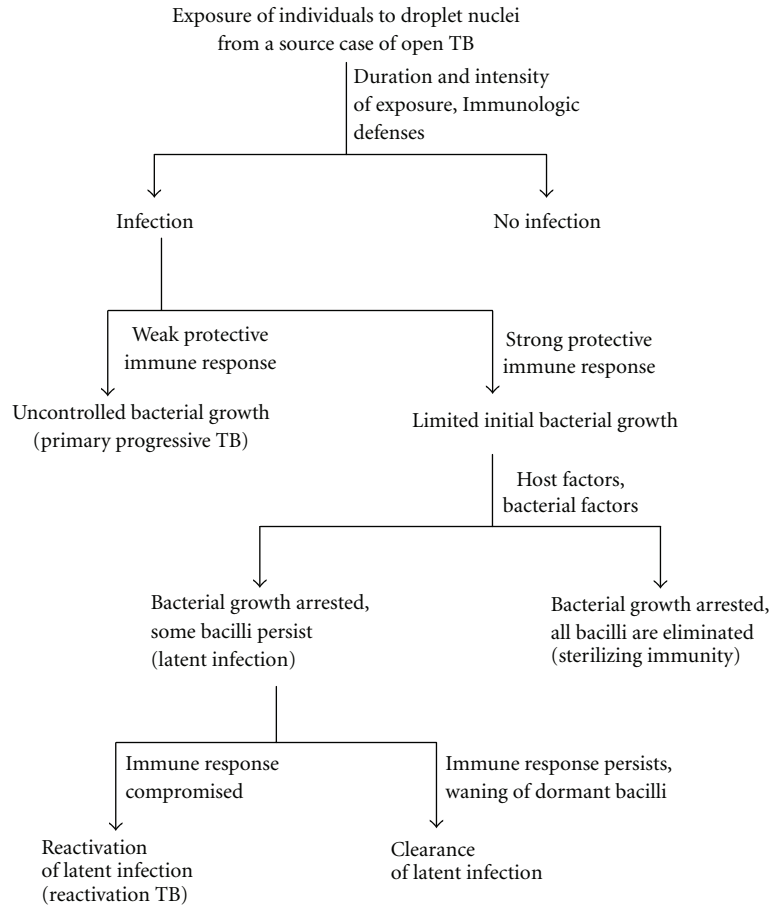 Exposure of individuals to droplet nuclei
from a source case of open TB
Duration and intensity
of exposure, Immunologic
defenses
Infection
No infection
Weak protective
immune response
Strong protective
immune response
Uncontrolled bacterial growth
(primary progressive TB)
Limited initial bacterial growth
Host factors,
bacterial factors
Bacterial growth arrested,
some bacilli persist
(latent infection)
Bacterial growth arrested,
all bacilli are eliminated
(sterilizing immunity)
Immune response
compromised
Immune response persists,
waning of dormant bacilli
Reactivation
of latent infection
(reactivation TB)
Clearance
of latent infection